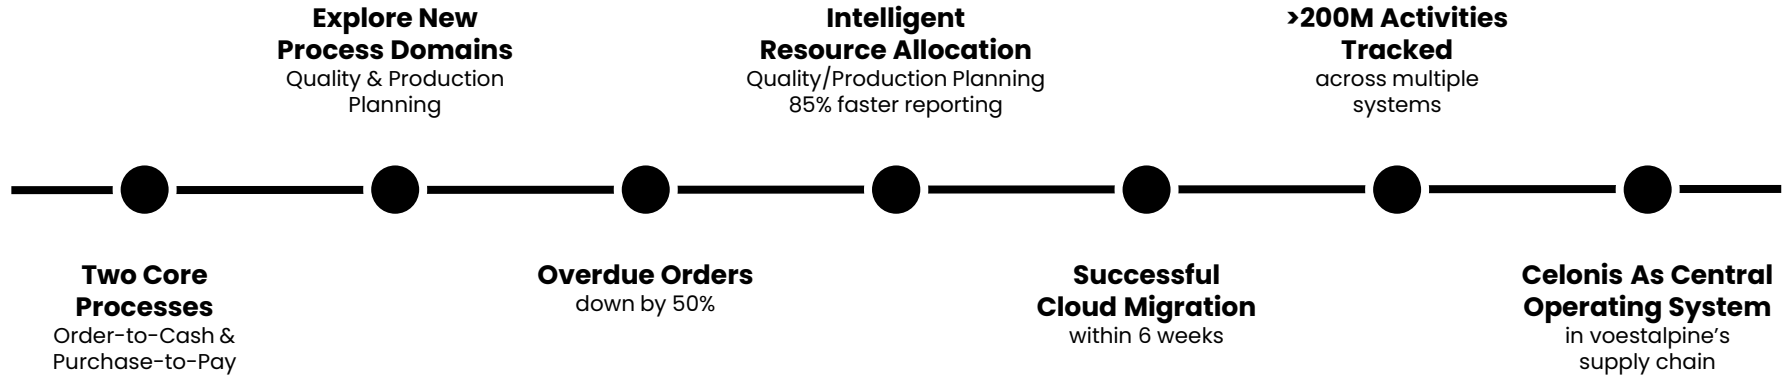 Two Core
Processes
Order-to-Cash &
Purchase-to-Pay
Explore New
Process Domains
Quality & Production
Planning
Overdue Orders
down by 50%
Intelligent
Resource Allocation
Quality/Production Planning
85% faster reporting
Successful
Cloud Migration
within 6 weeks
>200M Activities
Tracked
across multiple
systems
Celonis As Central
Operating System
in voestalpine’s
supply chain